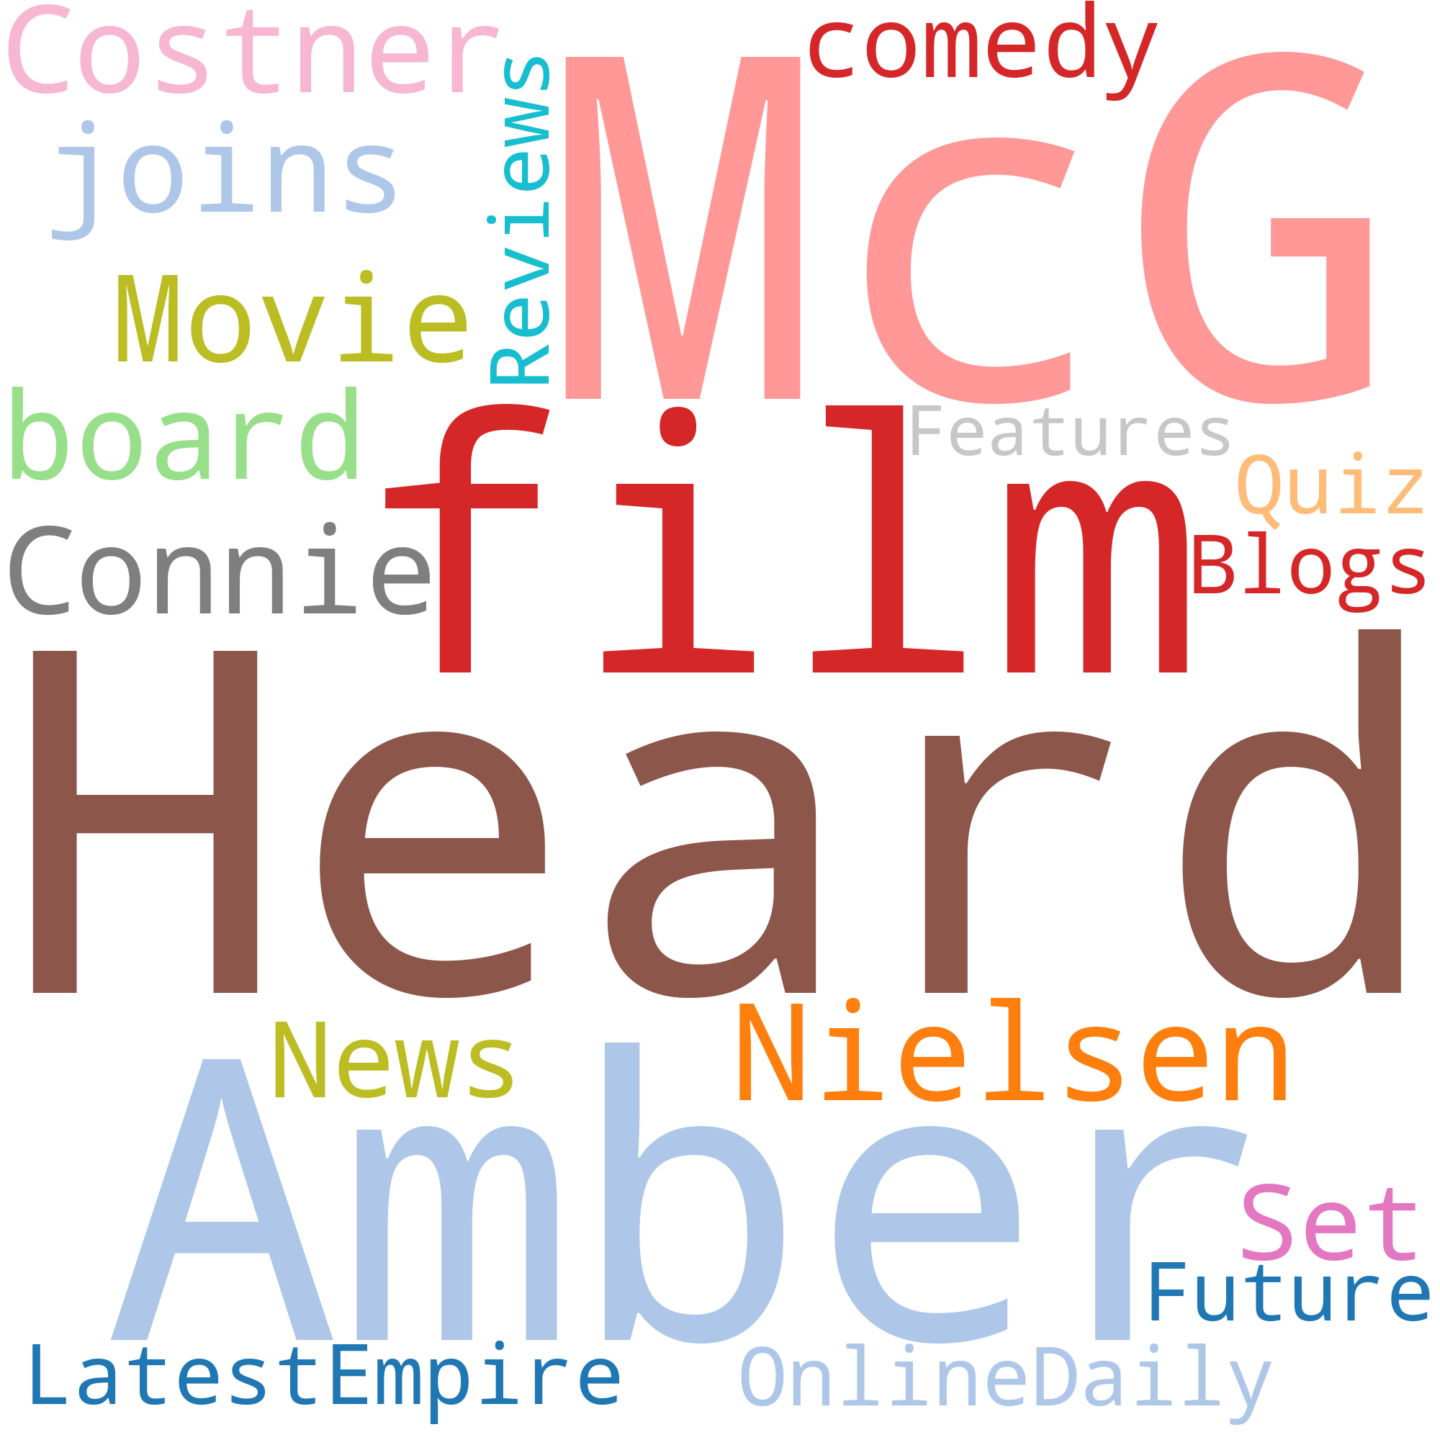 Costner
comedy
McG
Reviews
joins
Movie
board
film
Features
Quiz
Connie
Blogs
Heard
News
Nielsen
Amber
Set
Future
LatestEmpire
OnlineDaily